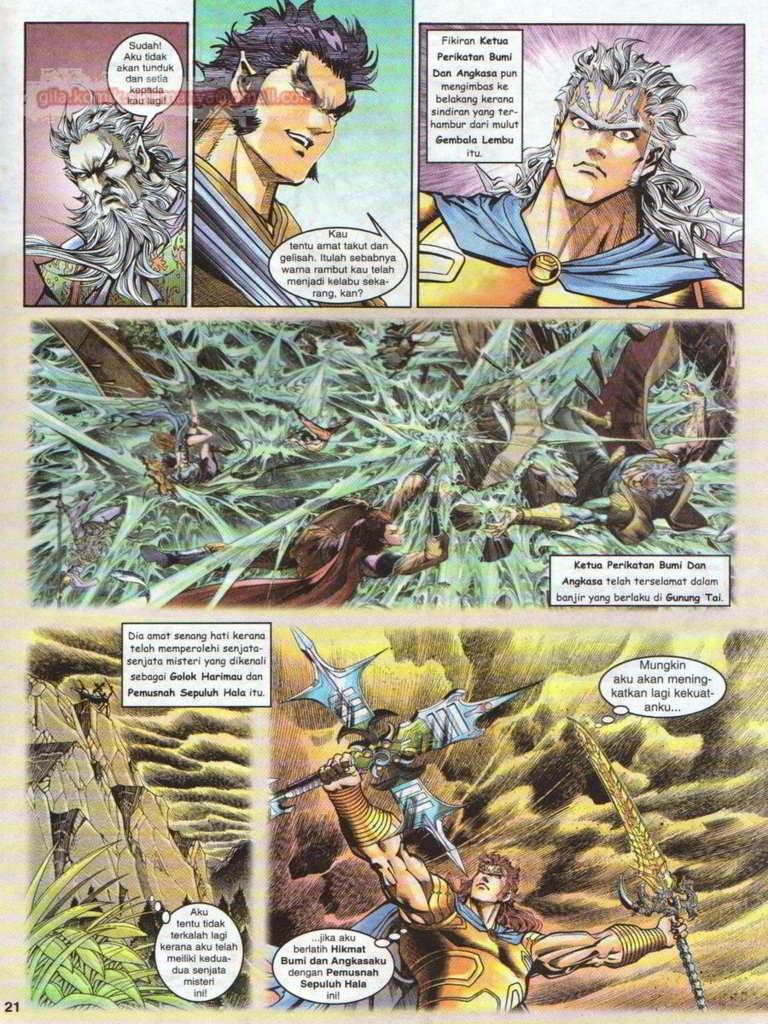 Sudah!
Aku tidak
akan tunduk
dan setia
kepada
kau lagi!
Kau
tentu amat takut dan
gelisah. Itulah sebabnya
warna rambut kau telah
menjadi kelabu seka-
rang, kan?
Fikiran Ketua
Perikatan Bumi
Dan Angkasa pun
mengimbas ke
belakang kerana
sindiran yang ter-
hambur dari mulut
Gembala Lembu
itu.
Ketua Perikatan Bumi Dan
Angkasa telah terselamat dalam
banjir yang berlaku di Gunung Tai.
Dia amat senang hati kerana
telah memperolehi senjata-
senjata misteri yang dikenali
sebagai Golok Harimau dan
Pemusnah Sepuluh Hala itu.
Aku
tentu tidak
terkalah lagi
kerana aku telah
meiliki kedua-
dua senjata
misteri
ini!
Mungkin
aku akan mening-
katkan lagi kekuat-
anku...
...jika aku
berlatih Hikmat
Bumi dan Angkasaku
dengan Pemusnah
Sepuluh Hala
ini!
21